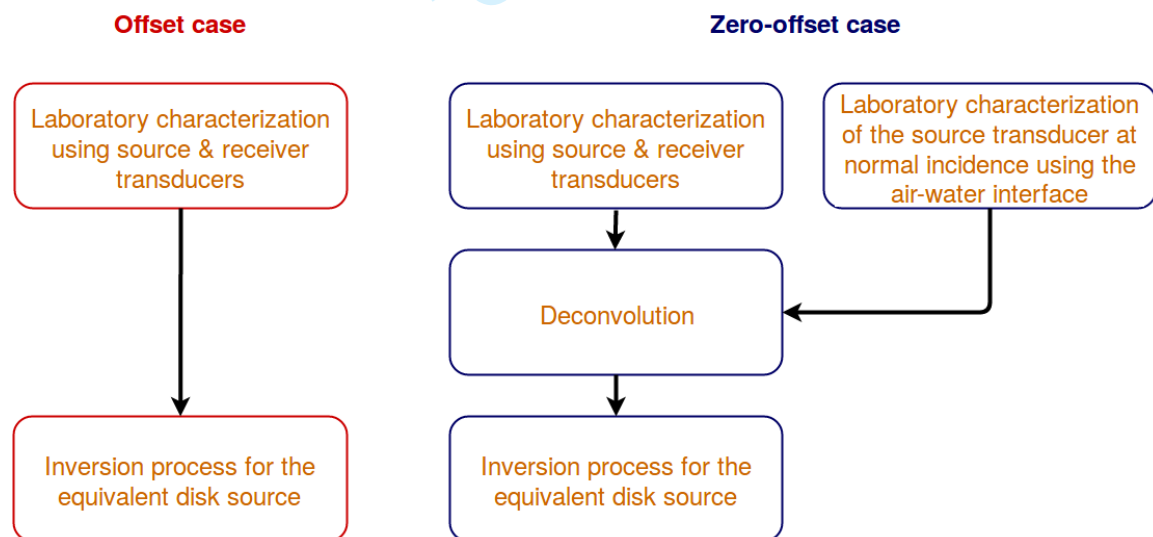 Offset case
Zero-offset case
Laboratory characterization
using source & receiver
transducers
Laboratory characterization
using source & receiver
transducers
Laboratory characterization
of the source transducer at
normal incidence using the
air-water interface
Deconvolution
Inversion process for the
equivalent disk source
Inversion process for the
equivalent disk source